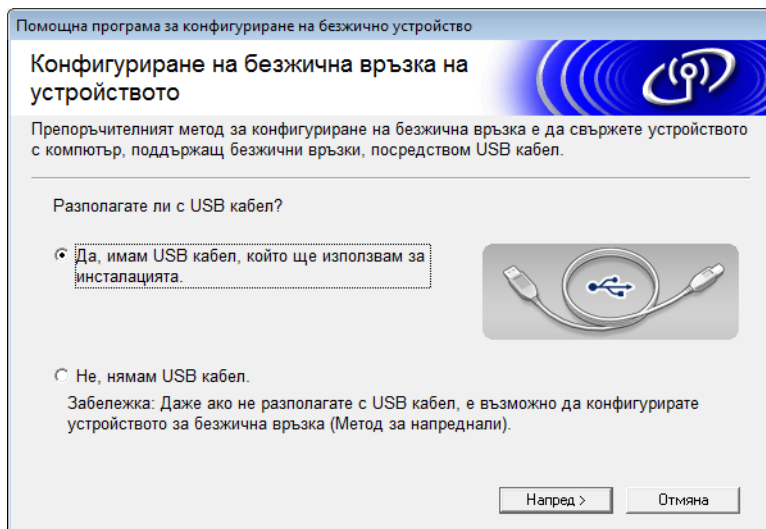 Помощна програма за конфигуриране на безжично устройство
Конфигуриране на безжична връзка на
устройството
Препоръчителният метод за конфигуриране на безжична връзка е да свържете устройството
с компютър, поддържащ безжични връзки, посредством USB кабел.
Разполагате ли с USB кабел?
Да, имам USB кабел, който ще използвам за
инсталацията.
Не, нямам USB кабел.
Забележка: Даже ако не разполагате с USB кабел, е възможно да конфигурирате
устройството за безжична връзка (Метод за напреднали).
Напред >
Отмяна